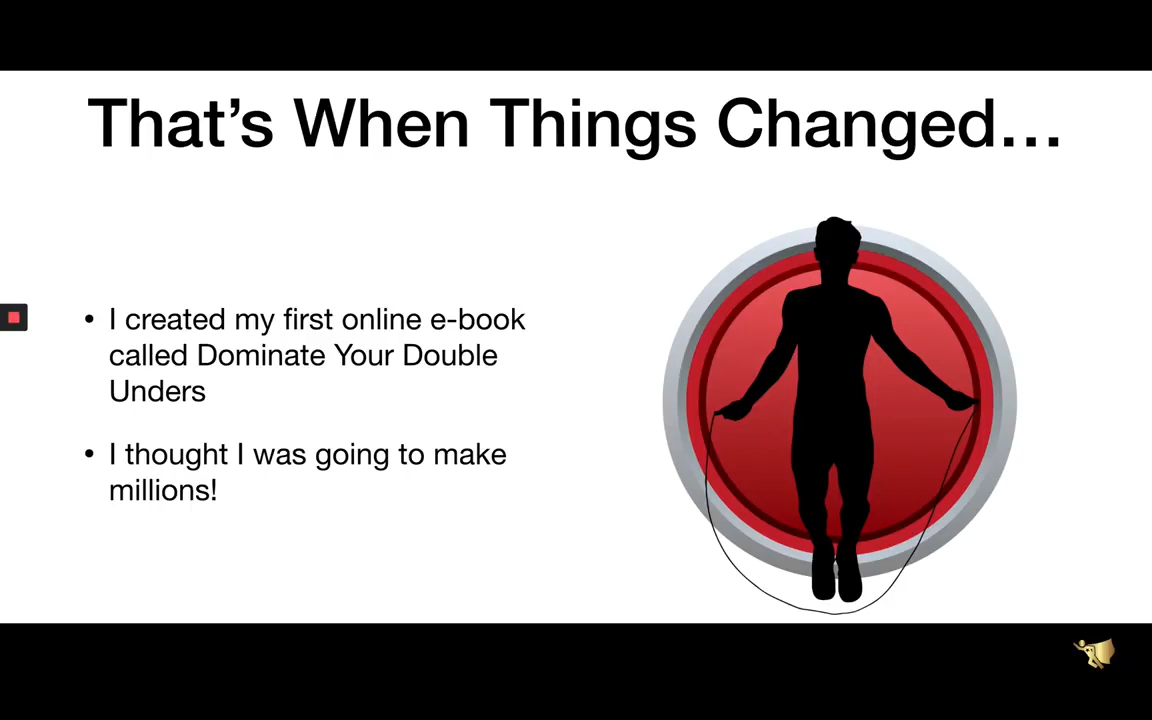 That’s When Things Changed…
• I created my first online e-book
called Dominate Your Double
Unders
• I thought I was going to make
millions!